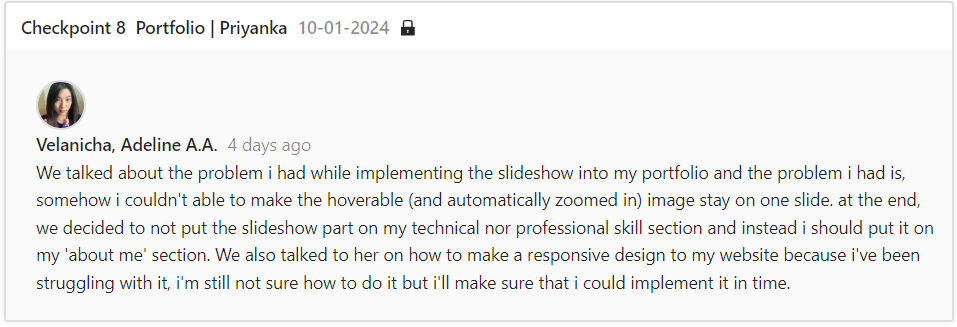 Checkpoint 8 Portfolio | Priyanka 10-01-2024
Velanicha, Adeline A.A. 4 days ago
We talked about the problem i had while implementing the slideshow into my portfolio and the problem i had is,
somehow i couldn't able to make the hoverable (and automatically zoomed in) image stay on one slide. at the end,
we decided to not put the slideshow part on my technical nor professional skill section and instead i should put it on
my 'about me' section. We also talked to her on how to make a responsive design to my website because i've been
struggling with it, i'm still not sure how to do it but i'll make sure that i could implement it in time.